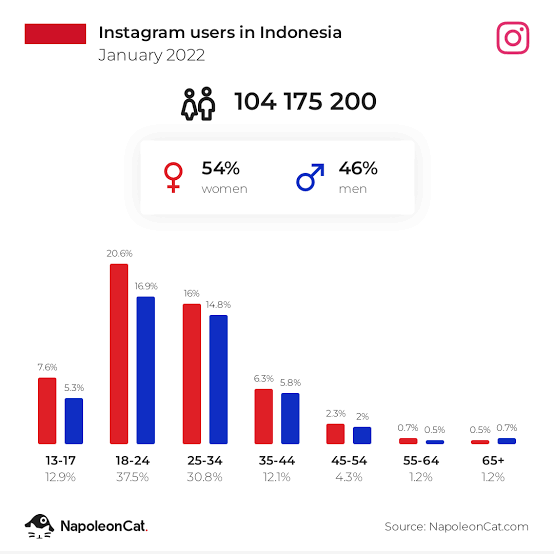 Instagram users in Indonesia
January 2022
104 175 200
54% 46%
women men
20.6%
16.9%
16% 14.8%
7.6% 5.3%
6.3% 5.8%
2.3% 2%
0.7% 0.5% 0.5% 0.7%
13-17 18-24 25-34 35-44 45-54 55-64 65+
12.9% 37.5% 30.8% 12.1% 4.3% 1.2% 1.2%
NapoleonCat. Source: NapoleonCat.com